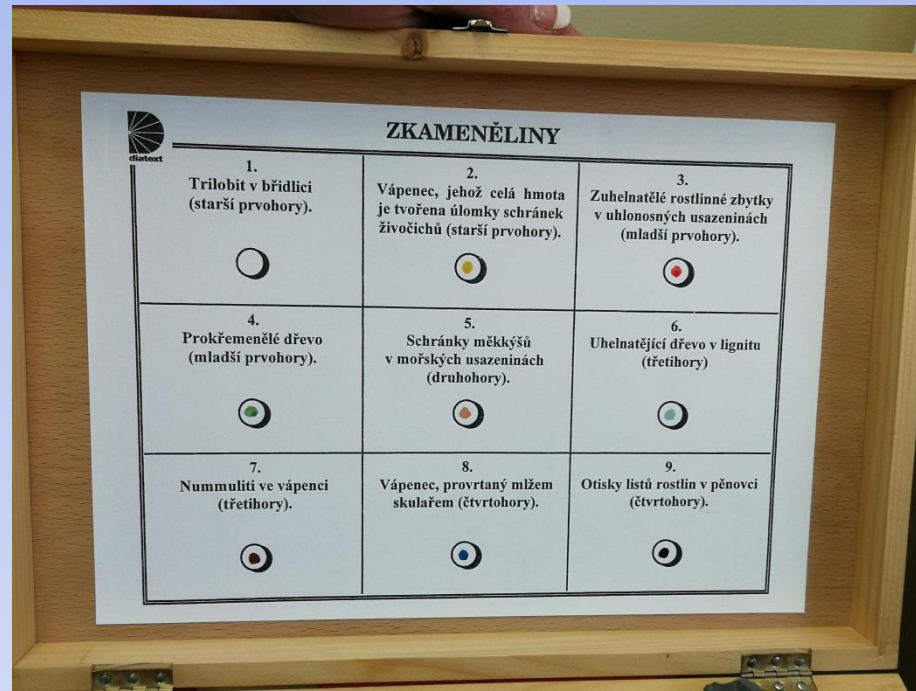 diatext
ZKAMENĚLINY
1.
Trilobit v břidlici
(starší prvohory).
2.
Vápenec, jehož celá hmota
je tvořena úlomky schránek
živočichů (starší prvohory).
3.
Zuhelnatělé rostlinné zbytky
v uhlonosných usazeninách
(mladší prvohory).
4.
Prokřemenělé dřevo
(mladší prvohory).
5.
Schránky měkkýšů
v mořských usazeninách
(druhohory).
6.
Uhelnatějící dřevo v lignitu
(třetihory)
7.
Nummuliti ve vápenci
(třetihory).
8.
Vápenec, provrtaný mlžem
skulařem (čtvrtohory).
9.
Otisky listů rostlin v pěnovci
(čtvrtohory).